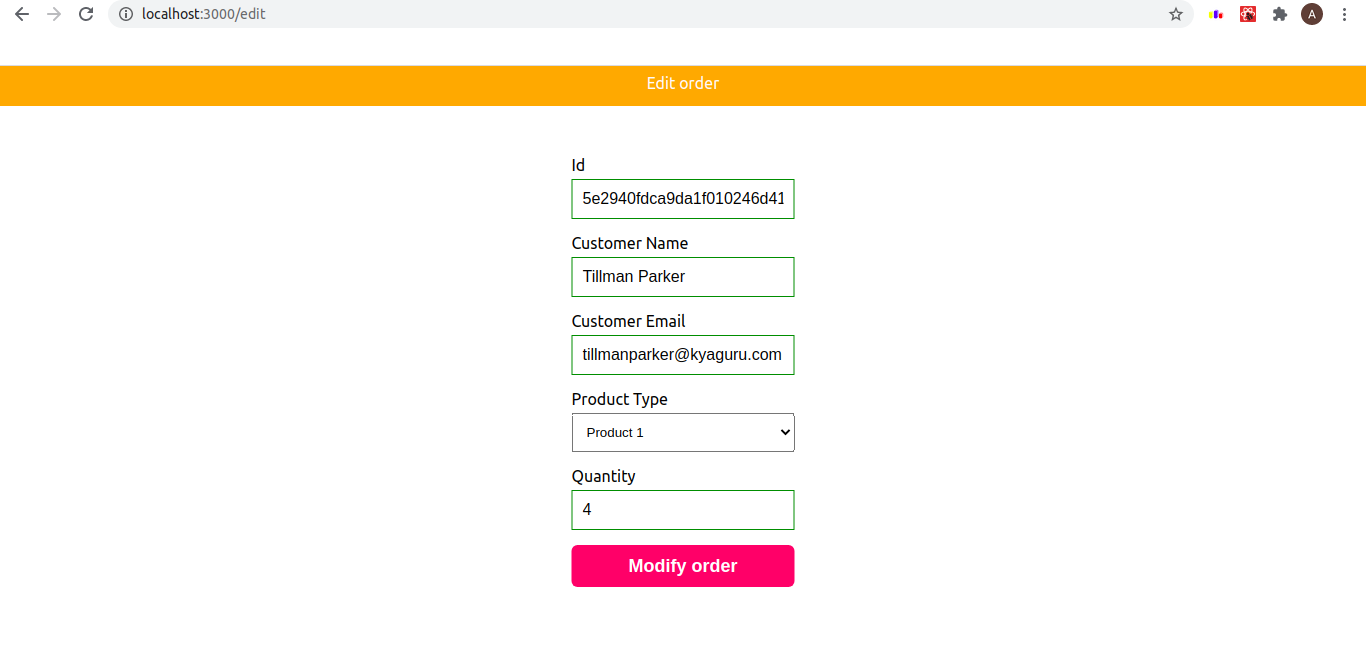 localhost:3000/edit
A
Edit order
Id
5e2940fdca9da1f010246d41
Customer Name
Tillman Parker
Customer Email
tillmanparker@kyaguru.com
Product Type
Product 1
Quantity
4
Modify order